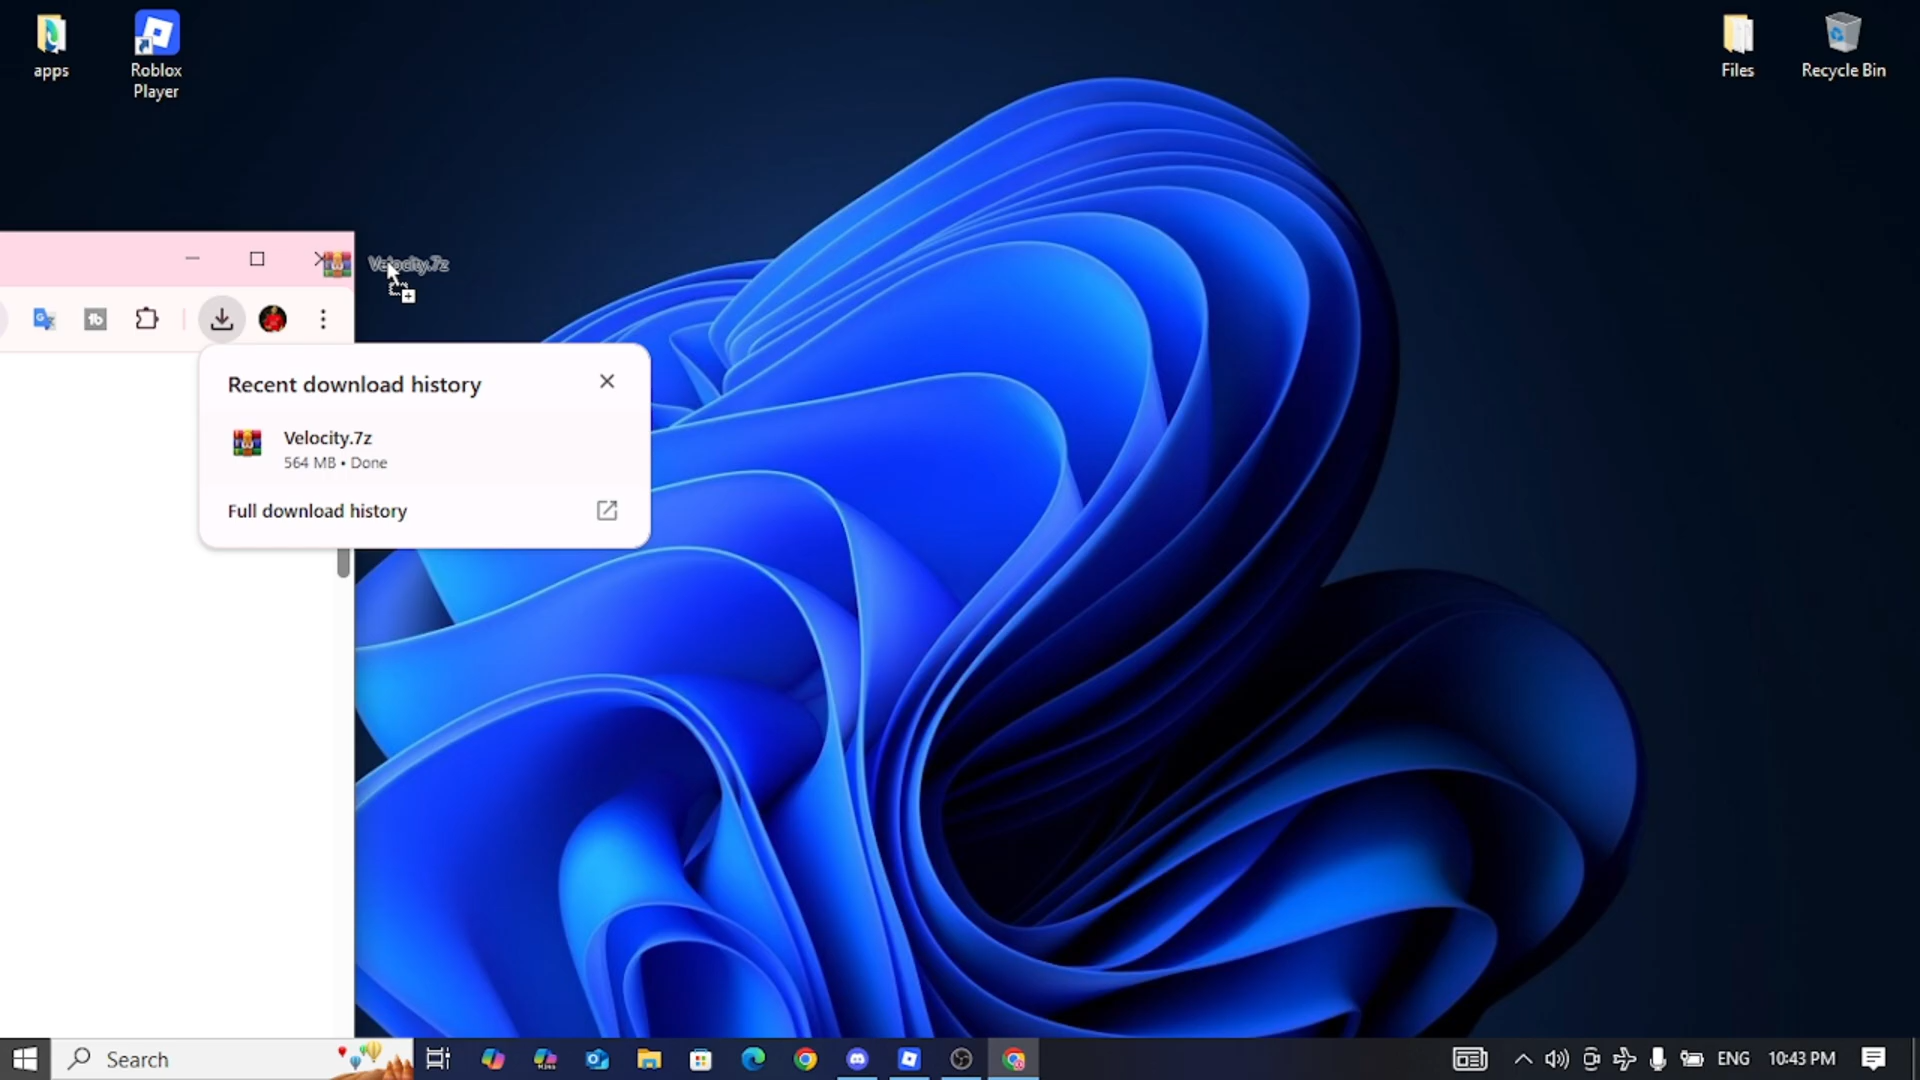 apps
Roblox
Player
Files
Recycle Bin
Velocity.7z
Recent download history
Velocity.7z
564 MB • Done
Full download history
Search
ENG
10:43 PM